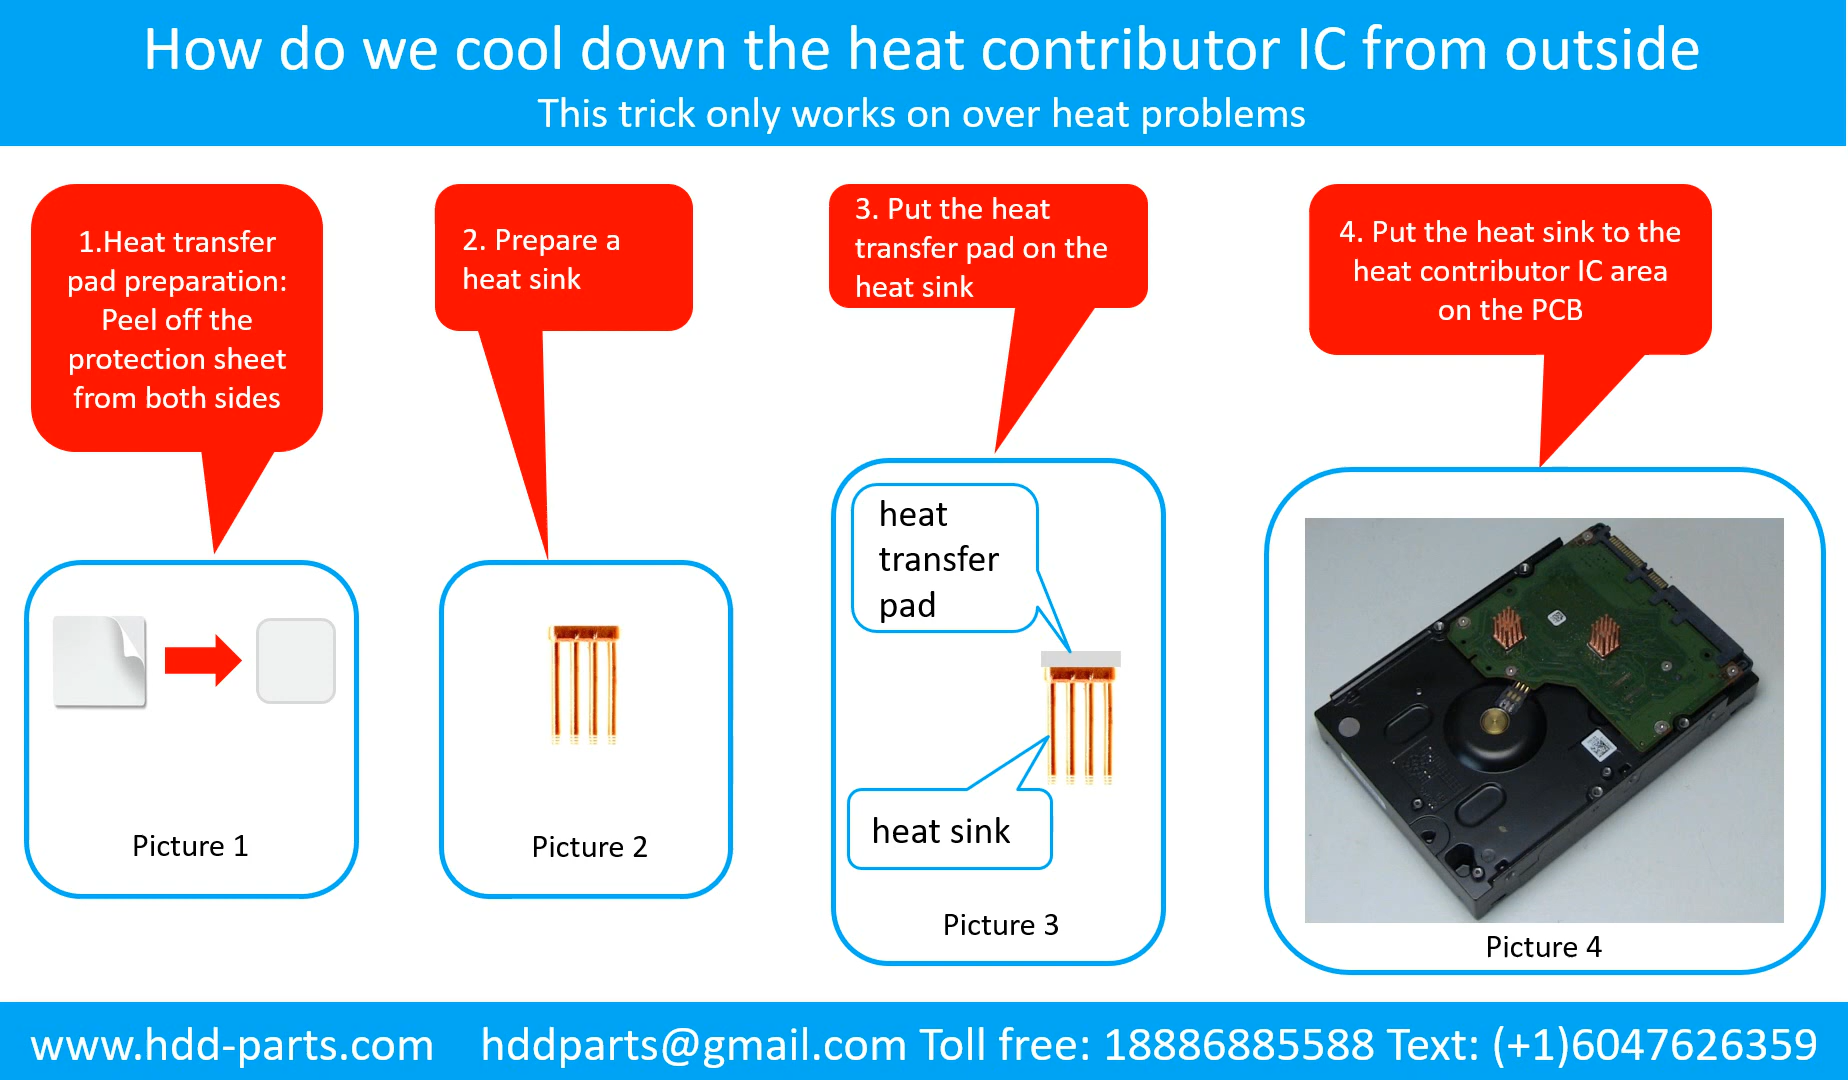 How do we cool down the heat contributor IC from outside
This trick only works on over heat problems
1.Heat transfer
pad preparation:
Peel off the
protection sheet
from both sides
2. Prepare a
heat sink
3. Put the heat
transfer pad on the
heat sink
4. Put the heat sink to the
heat contributor IC area
on the PCB
Picture 1
Picture 2
heat
transfer
pad
heat sink
Picture 3
Picture 4
www.hdd-parts.com hddparts@gmail.com Toll free: 18886885588 Text: (+1)6047626359